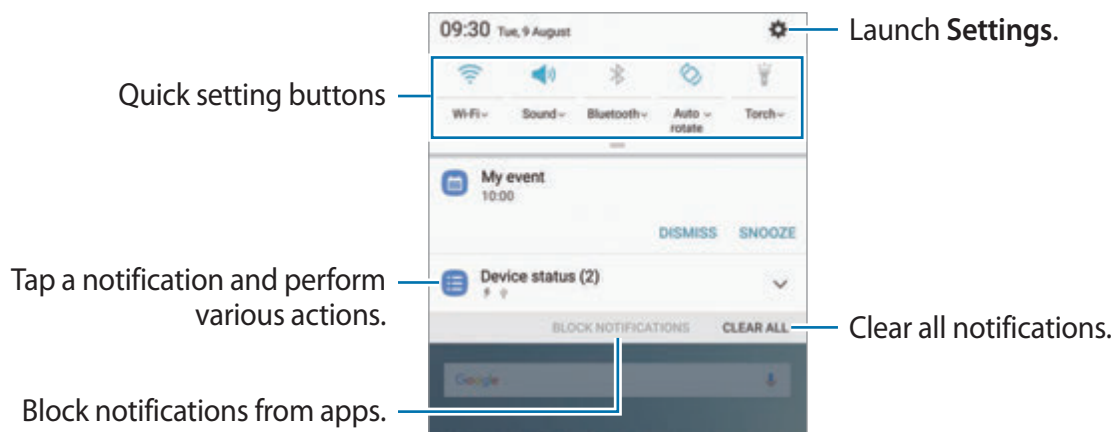 09:30 Tue, 9 August
Launch Settings.
Quick setting buttons
Wi-Fi Sound Bluetooth Auto rotate Torch
My event
10:00
DISMISS SNOOZE
Tap a notification and perform
various actions.
Device status (2)
BLOCK NOTIFICATIONS CLEAR ALL
Clear all notifications.
Google
Block notifications from apps.